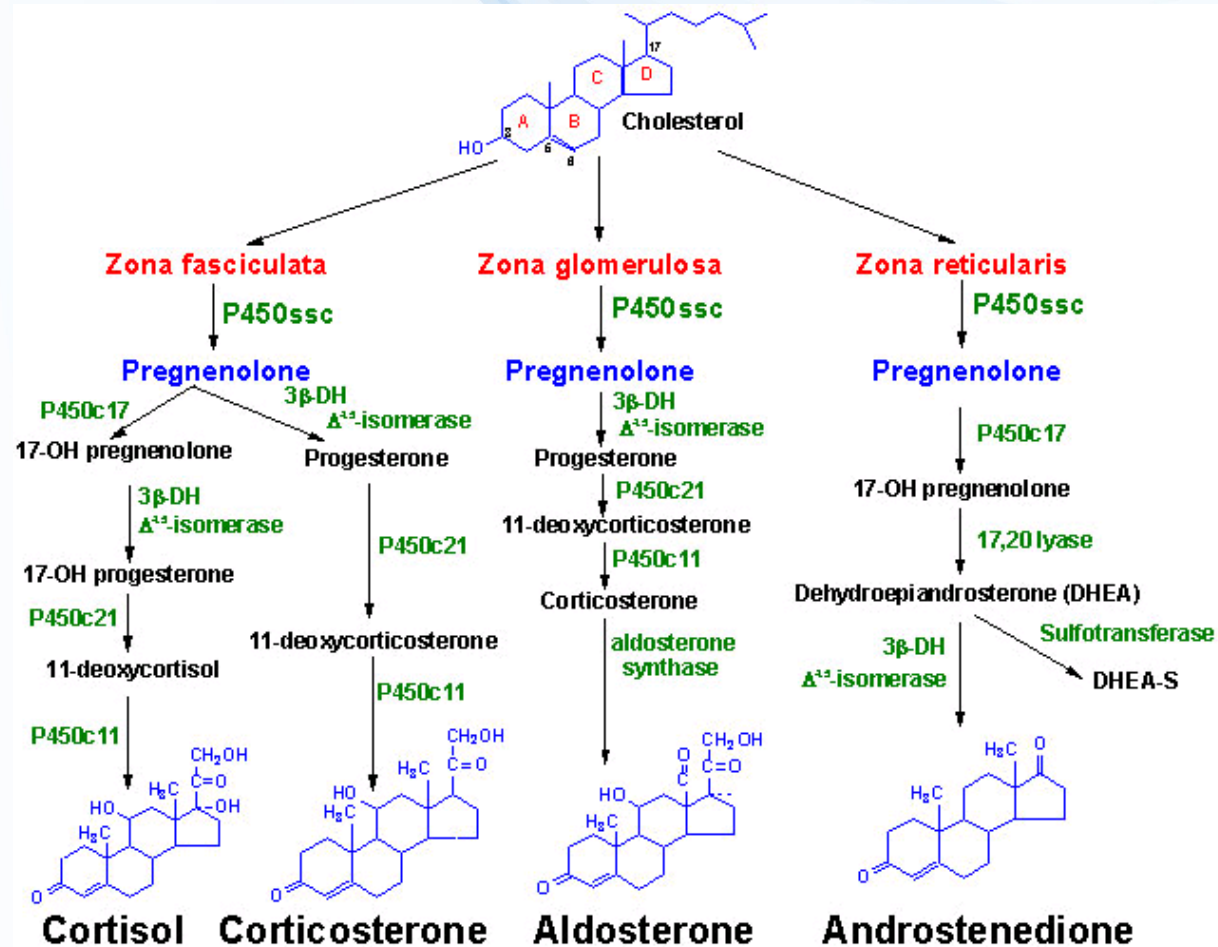 17
C
D
A
B
Cholesterol
3
HO
5
6
Zona fasciculata
Zona glomerulosa
Zona reticularis
P450ssc
P450ssc
P450ssc
Pregnenolone
Pregnenolone
Pregnenolone
P450c17
3β-DH
Δ-isomerase
17-OH pregnenolone
Progesterone
3β-DH
Δ-isomerase
P450c21
17-OH progesterone
P450c21
11-deoxycortisol
11-deoxycorticosterone
P450c11
P450c11
3β-DH
Δ-isomerase
Progesterone
P450c21
11-deoxycorticosterone
P450c11
Corticosterone
aldosterone
synthase
P450c17
17-OH pregnenolone
17,20 lyase
Dehydroepiandrosterone (DHEA)
Sulfotransferase
3β-DH
Δ-isomerase
DHEA-S
CH₂OH
C=O
H₃C
OH
HO
H₃C
O
CH₂OH
C=O
H₃C
HO
H₃C
O
CH₂OH
O
C=O
C
HO
H₃C
O
O
CH₃
H₃C
O
Cortisol
Corticosterone
Aldosterone
Androstenedione